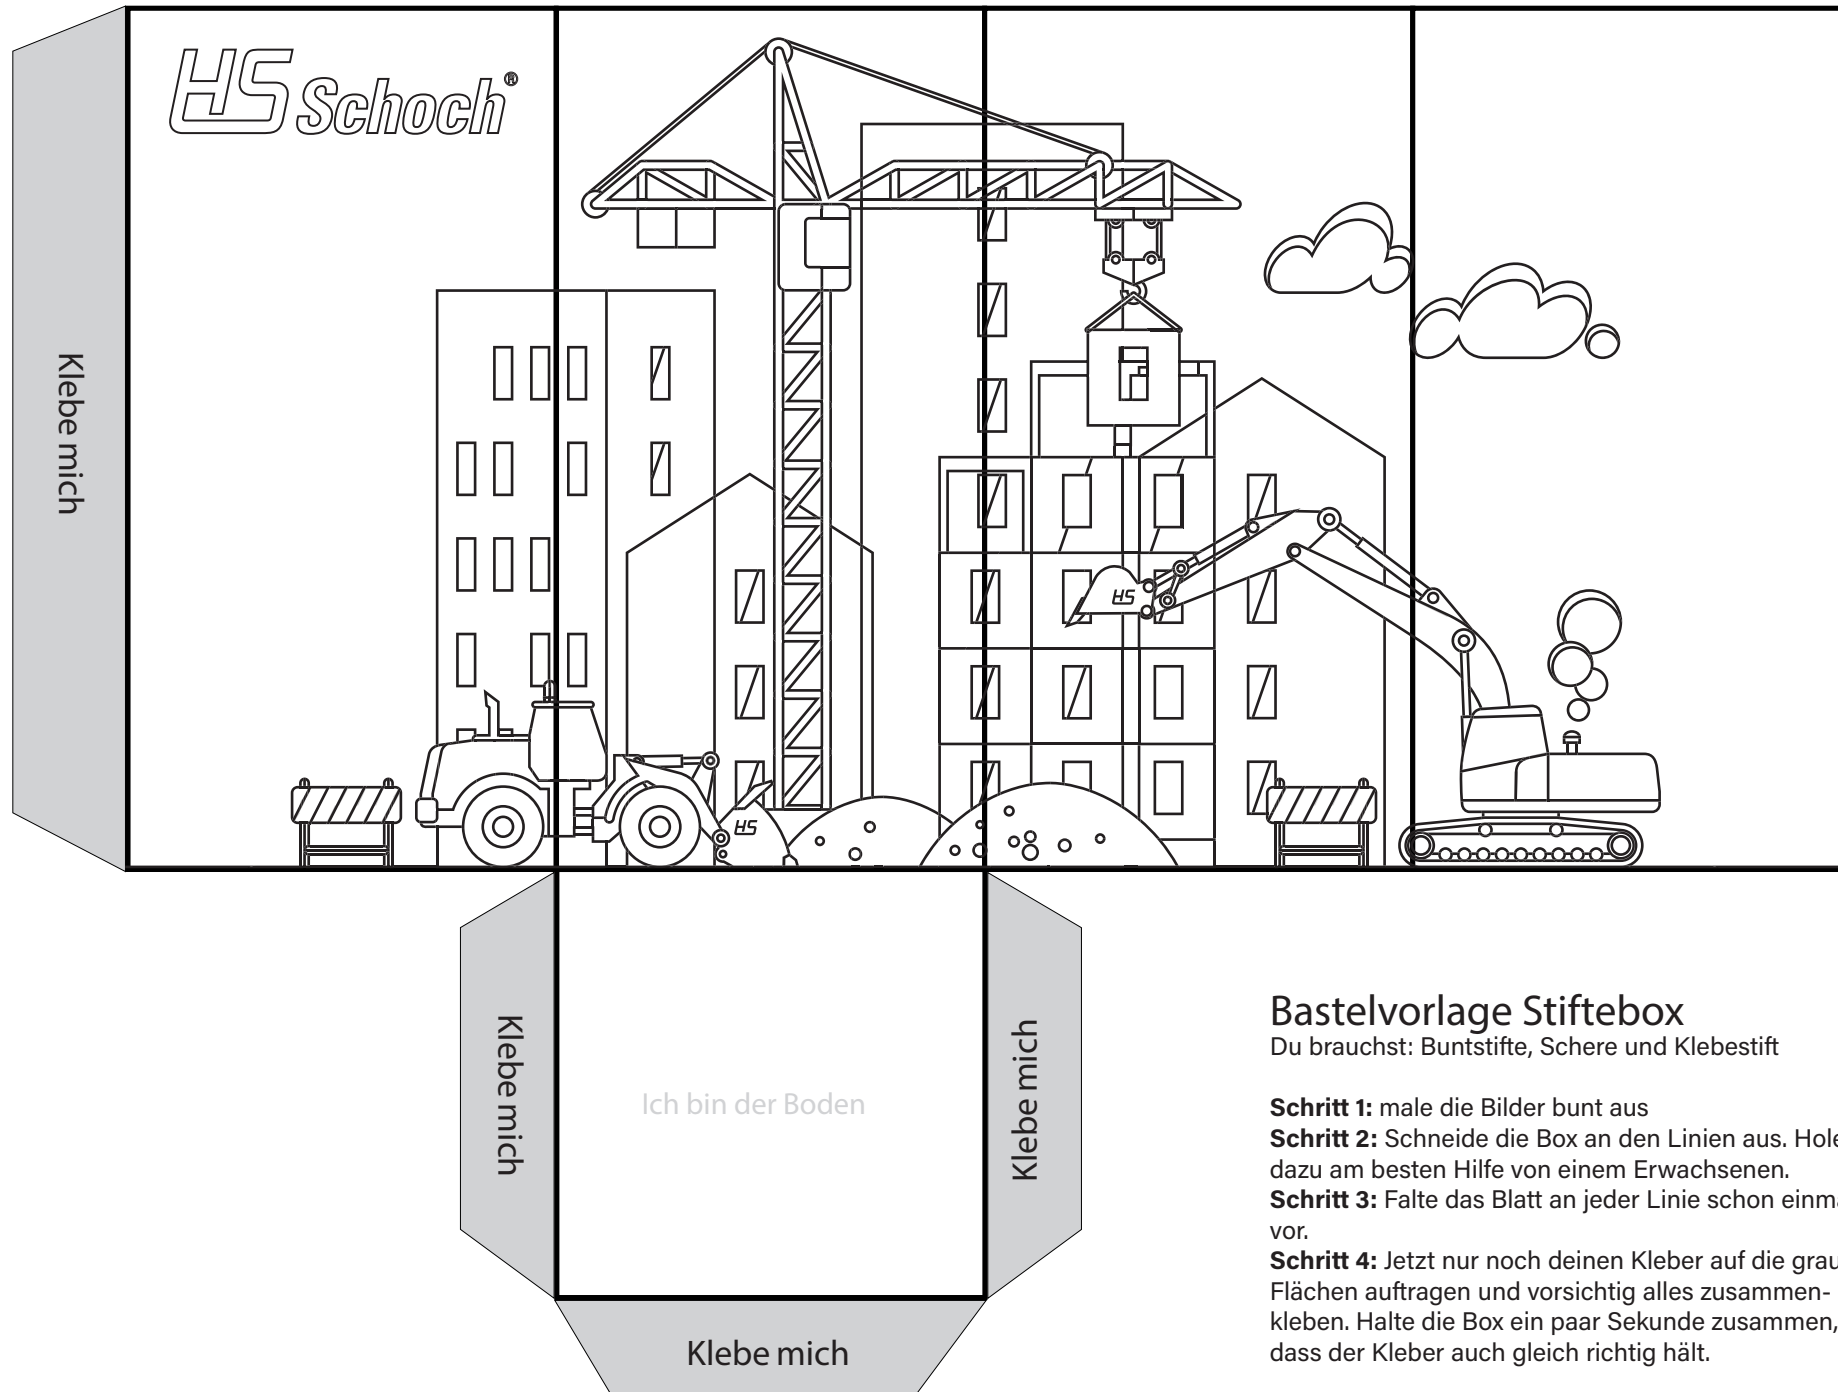 HS Schoch®
Klebe mich
HS
HS
Klebe mich
Ich bin der Boden
Klebe mich
Klebe mich
Bastelvorlage Stiftebox
Du brauchst: Buntstifte, Schere und Klebestift
Schritt 1: male die Bilder bunt aus
Schritt 2: Schneide die Box an den Linien aus. Hole
dazu am besten Hilfe von einem Erwachsenen.
Schritt 3: Falte das Blatt an jeder Linie schon
vor.
Schritt 4: Jetzt nur noch deinen Kleber auf die
Flächen auftragen und vorsichtig alles zusammen-
kleben. Halte die Box ein paar Sekunde zusammen,
dass der Kleber auch gleich richtig hält.